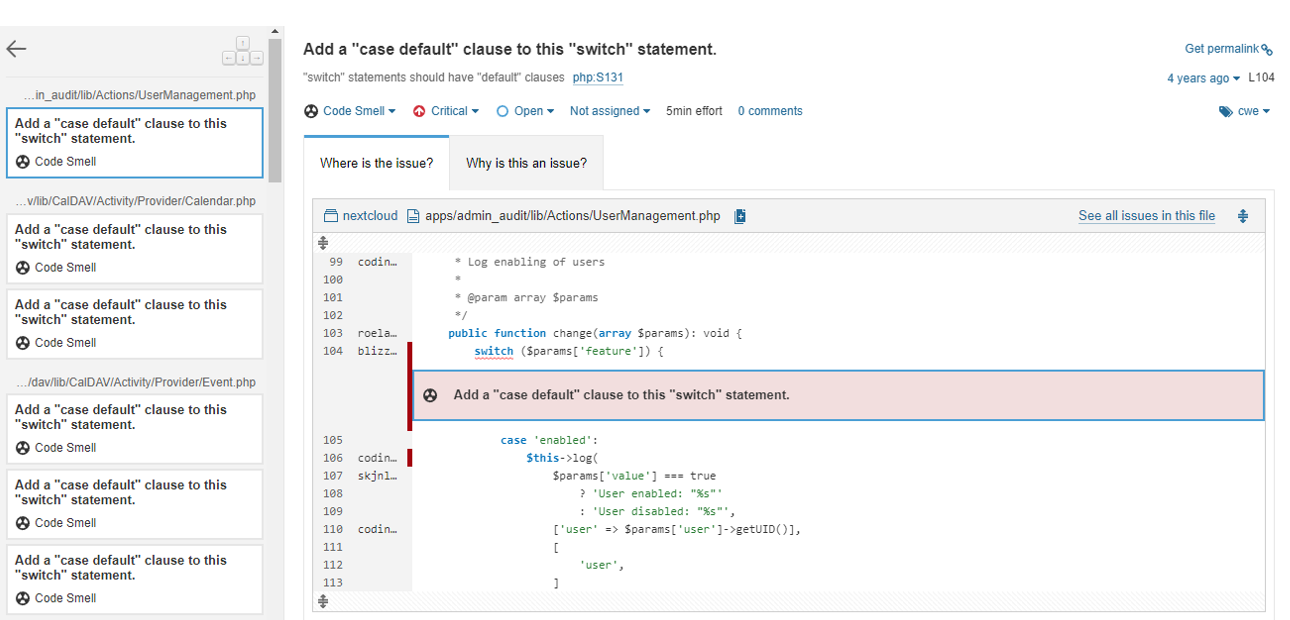 …in_audit/lib/Actions/UserManagement.php
Add a "case default" clause to this
"switch" statement.
Code Smell
…v/lib/CalDAV/Activity/Provider/Calendar.php
Add a "case default" clause to this
"switch" statement.
Code Smell
Add a "case default" clause to this
"switch" statement.
Code Smell
…/dav/lib/CalDAV/Activity/Provider/Event.php
Add a "case default" clause to this
"switch" statement.
Code Smell
Add a "case default" clause to this
"switch" statement.
Code Smell
Add a "case default" clause to this
"switch" statement.
Code Smell
Add a "case default" clause to this "switch" statement.
Get permalink
"switch" statements should have "default" clauses php:S131
4 years ago L104
Code Smell Critical Open Not assigned 5min effort 0 comments
cwe
Where is the issue? Why is this an issue?
nextcloud apps/admin_audit/lib/Actions/UserManagement.php See all issues in this file
99 codin… * Log enabling of users
100 *
101 * @param array $params
102 */
103 roela… public function change(array $params): void {
104 blizz… switch ($params['feature']) {
Add a "case default" clause to this "switch" statement.
105 case 'enabled':
106 codin… $this->log(
107 skjnl… $params['value'] === true
108 ? 'User enabled: "%s"'
109 : 'User disabled: "%s"',
110 codin… ['user' => $params['user']->getUID()],
111 [
112 'user',
113 ]